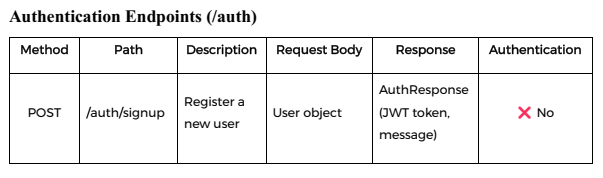 Authentication Endpoints (/auth)
Method Path Description Request Body Response Authentication
POST /auth/signup Register a new user User object AuthResponse (JWT token, message) ❌ No